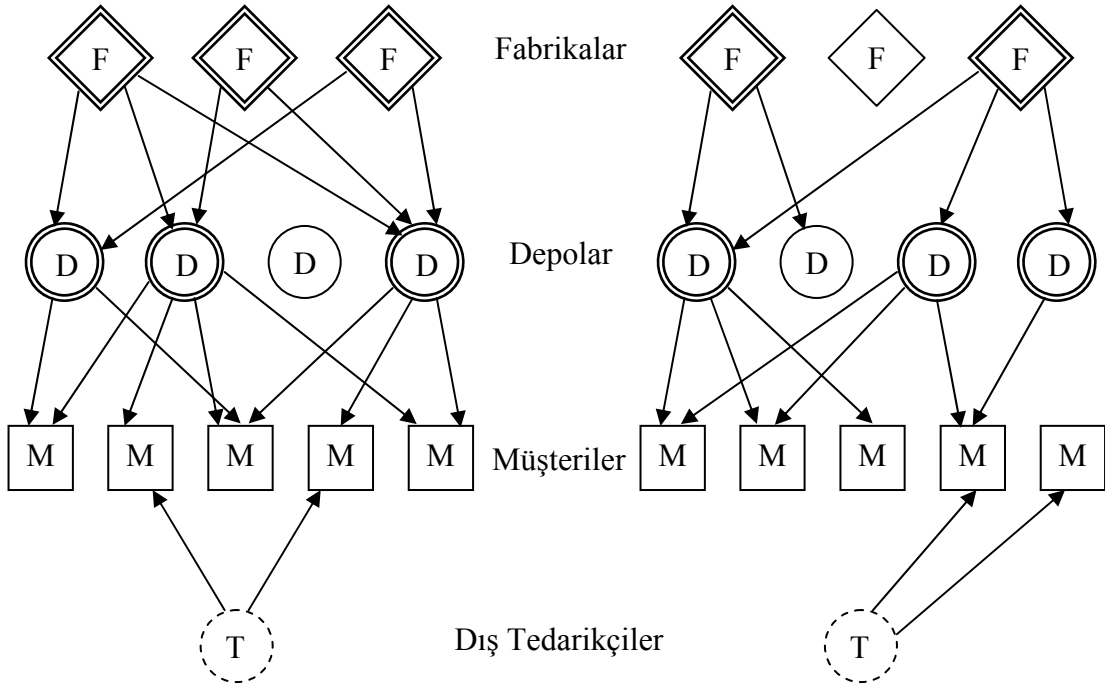 F F F Fabrikalar F F F
D D D D Depolar D D D D
M M M M M Müşteriler M M M M M
T Dış Tedarikçiler T